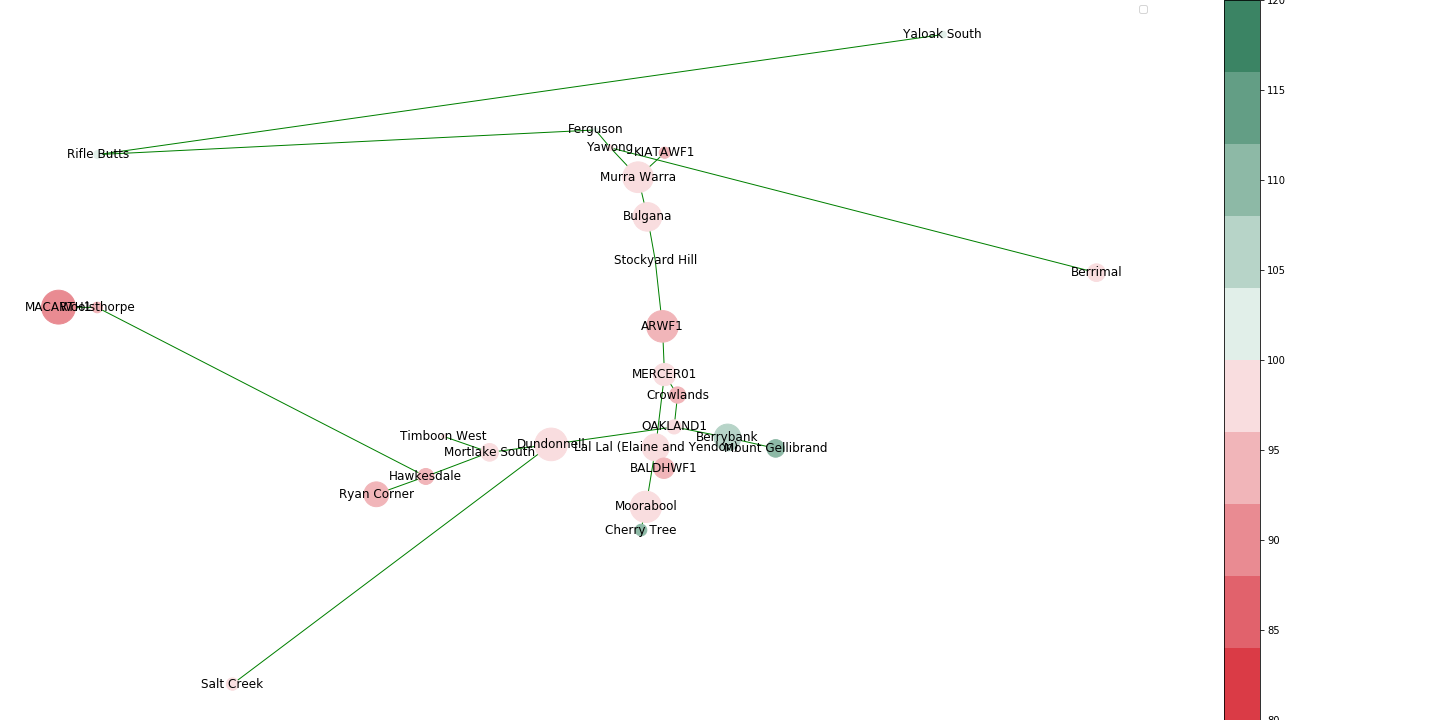 120
Yaloak South
115
Ferguson
Yawong
KIATAWF1
Rifle Butts
Murra Warra
110
Bulgana
Stockyard Hill
105
Berrimal
MACARTH1
Woolsthorpe
ARWF1
100
MERCER01
Crowlands
OAKLAND1
Timboon West
Berrybank
Dundonnell
Lal Lal (Elaine and Yendon)
Mount Gellibrand
Mortlake South
95
BALDHWF1
Hawkesdale
Ryan Corner
Moorabool
Cherry Tree
90
85
Salt Creek
80